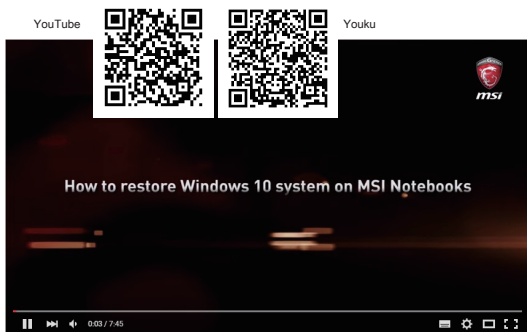 YouTube
Youku
msi
How to restore Windows 10 system on MSI Notebooks
0:03 / 7:45